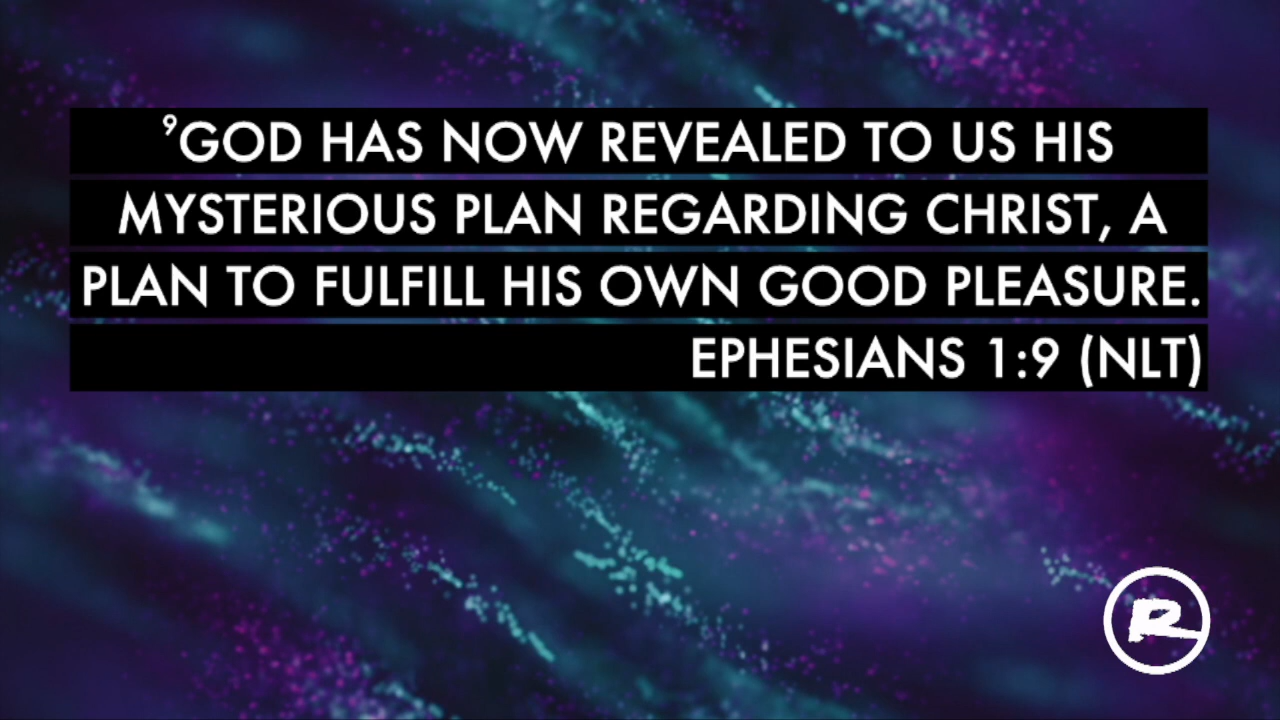 ⁹GOD HAS NOW REVEALED TO US HIS
MYSTERIOUS PLAN REGARDING CHRIST, A
PLAN TO FULFILL HIS OWN GOOD PLEASURE.
EPHESIANS 1:9 (NLT)
R